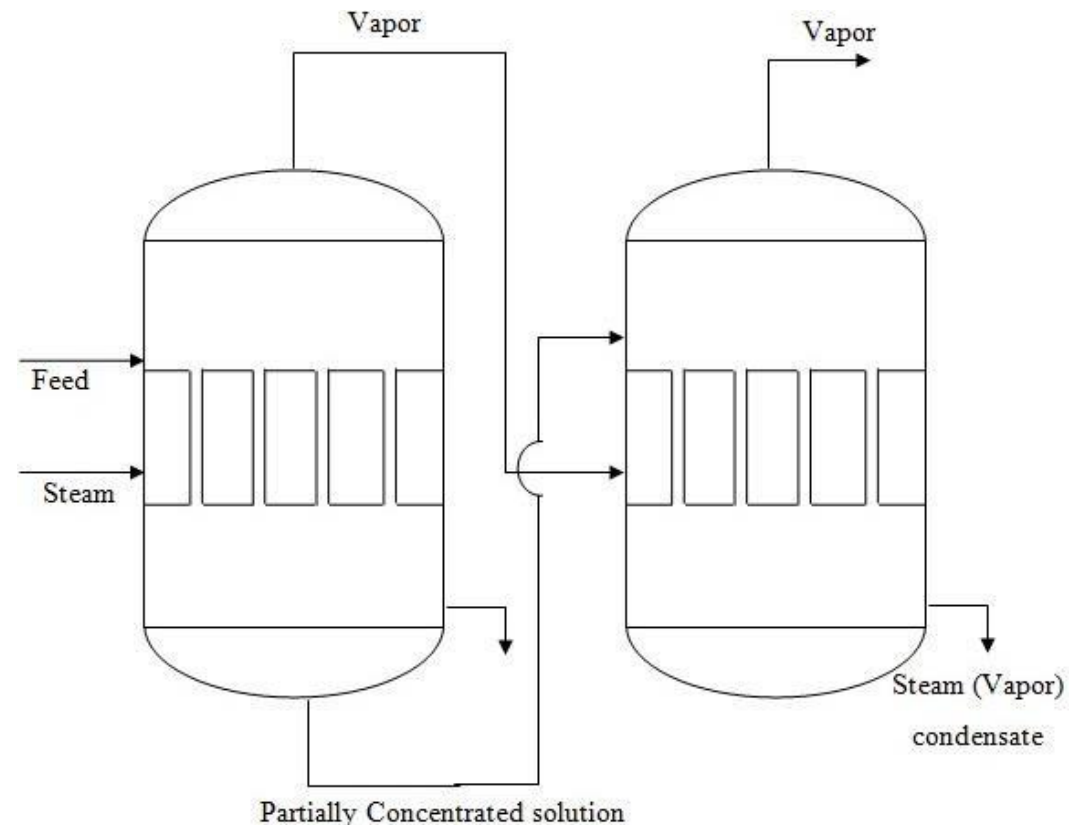 Vapor
Vapor
Feed
Steam
Steam (Vapor)
condensate
Partially Concentrated solution